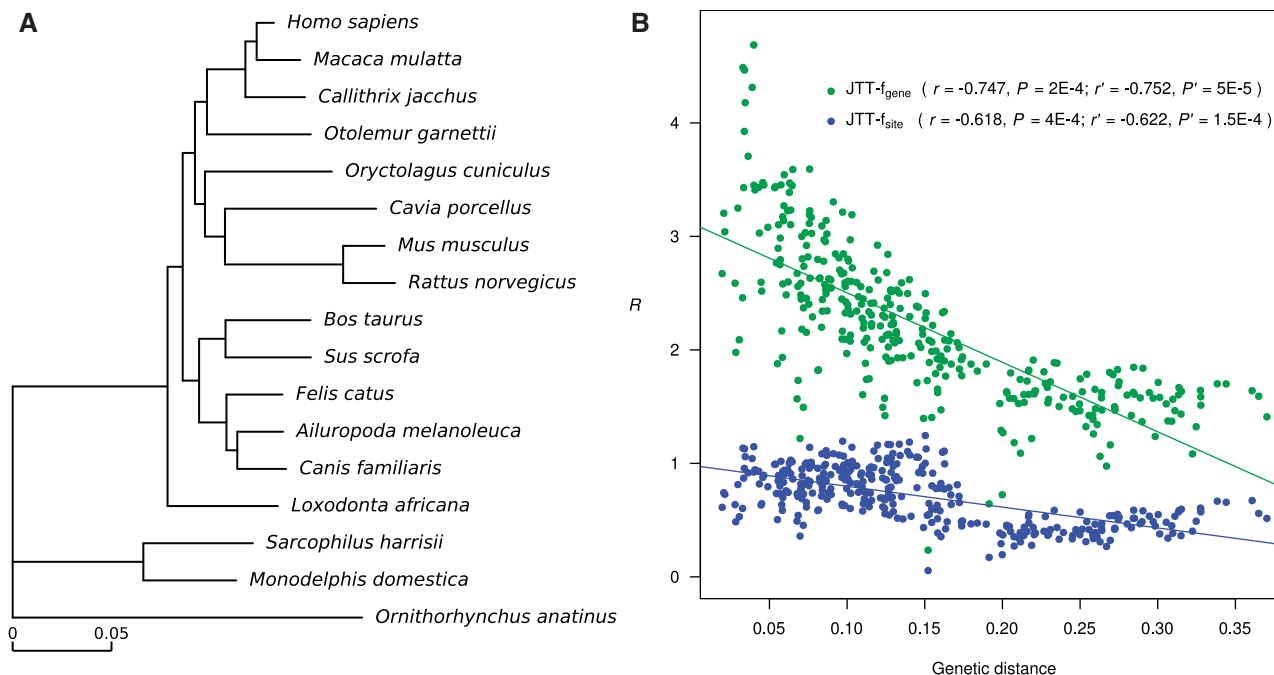 A
Homo sapiens
Macaca mulatta
Callithrix jacchus
Otolemur garnettii
Oryctolagus cuniculus
Cavia porcellus
Mus musculus
Rattus norvegicus
Bos taurus
Sus scrofa
Felis catus
Ailuropoda melanoleuca
Canis familiaris
Loxodonta africana
Sarcophilus harrisii
Monodelphis domestica
Ornithorhynchus anatinus
0 0.05
B
JTT-fgene ( r = -0.747, P = 2E-4; r' = -0.752, P' = 5E-5)
JTT-fsite ( r = -0.618, P = 4E-4; r' = -0.622, P' = 1.5E-4)
R
4
3
2
1
0
0.05 0.10 0.15 0.20 0.25 0.30 0.35
Genetic distance